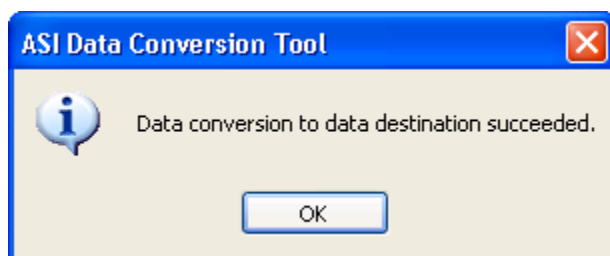 ASI Data Conversion Tool
Data conversion to data destination succeeded.
OK